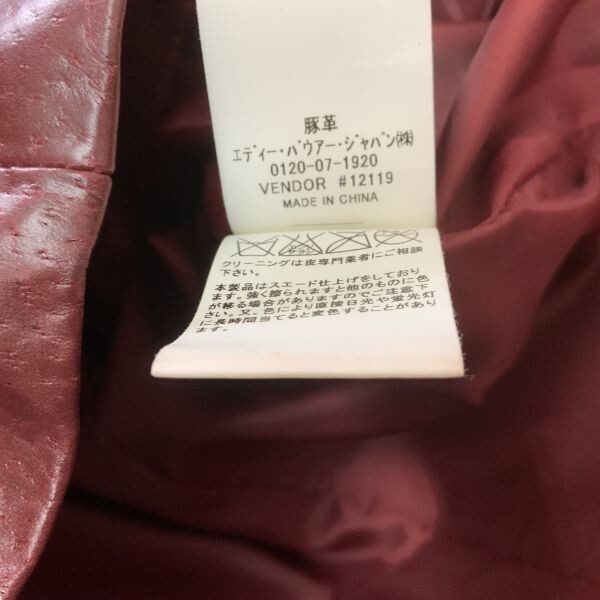 豚革
エディー・バウアー・ジャパン㈱
0120-07-1920
VENDOR #12119
MADE IN CHINA
クリーニングは皮専門業者にご相談
下さい。
本製品はスエード仕上げをしており
ます。強く擦られますと他のものに色
が移る場合がありますのでご注意下
さい。又、色により直接日光や蛍光灯
に長時間当てると変色することがあり
ます。